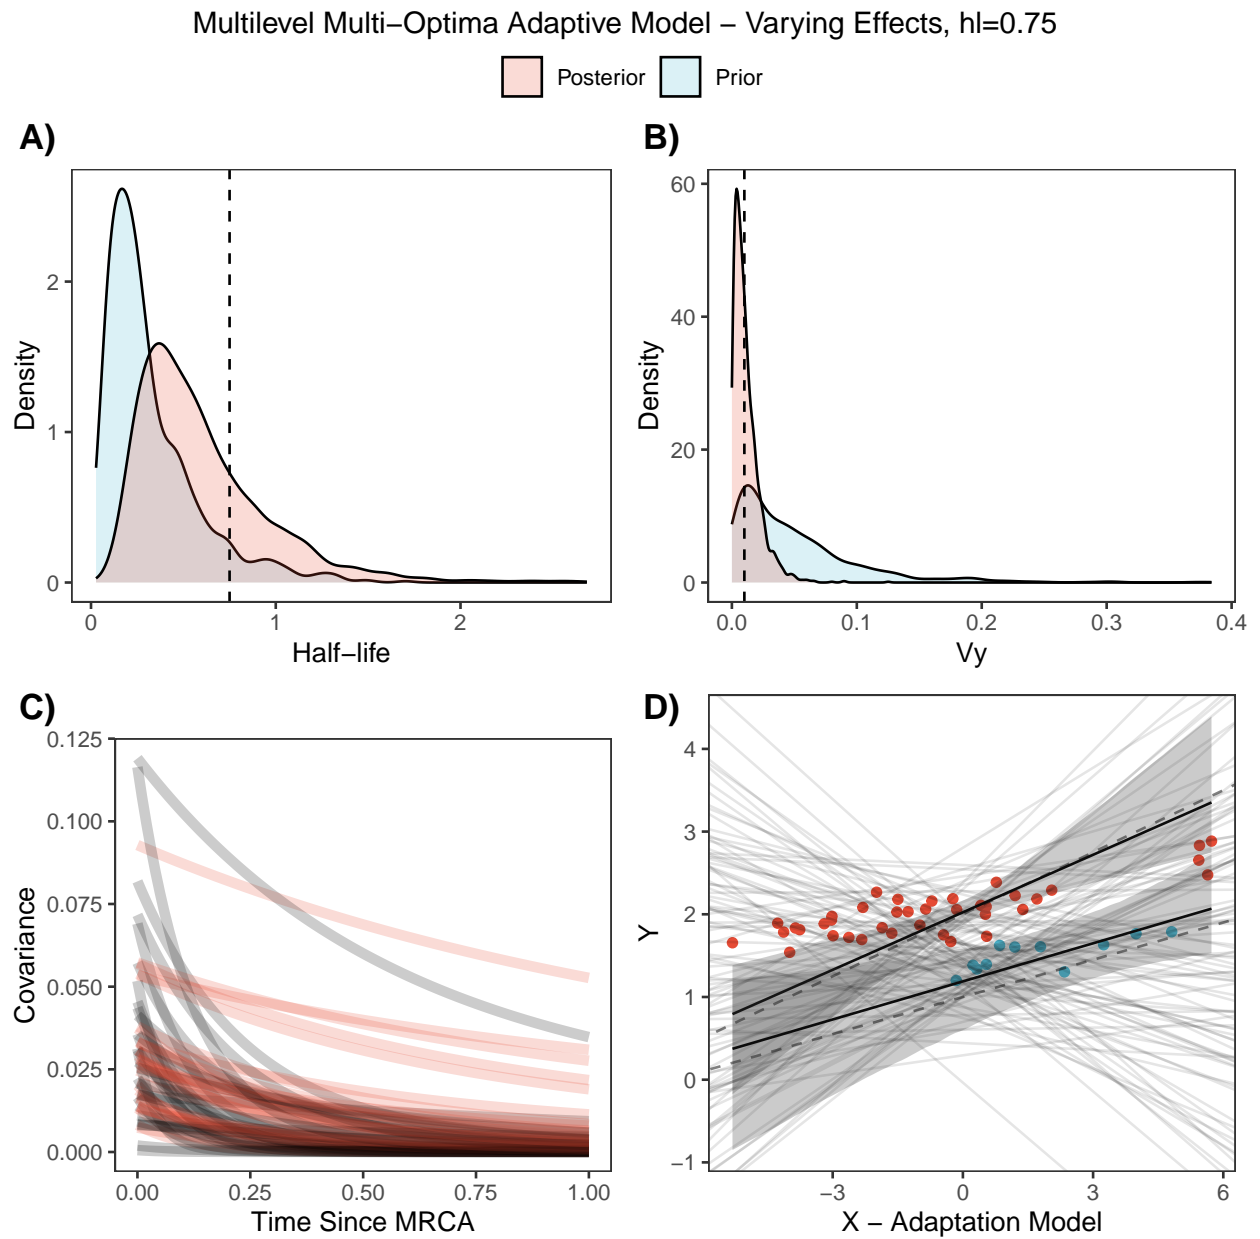 Multilevel Multi−Optima Adaptive Model − Varying Effects, hl=0.75
Posterior
Prior
A)
Density
0
1
2
0
1
2
Half−life
B)
Density
60
40
20
0
0.0
0.1
0.2
0.3
0.4
Vy
C)
Covariance
0.125
0.100
0.075
0.050
0.025
0.000
0.00
0.25
0.50
0.75
1.00
Time Since MRCA
D)
Y
4
3
2
1
0
−1
−3
0
3
6
X − Adaptation Model